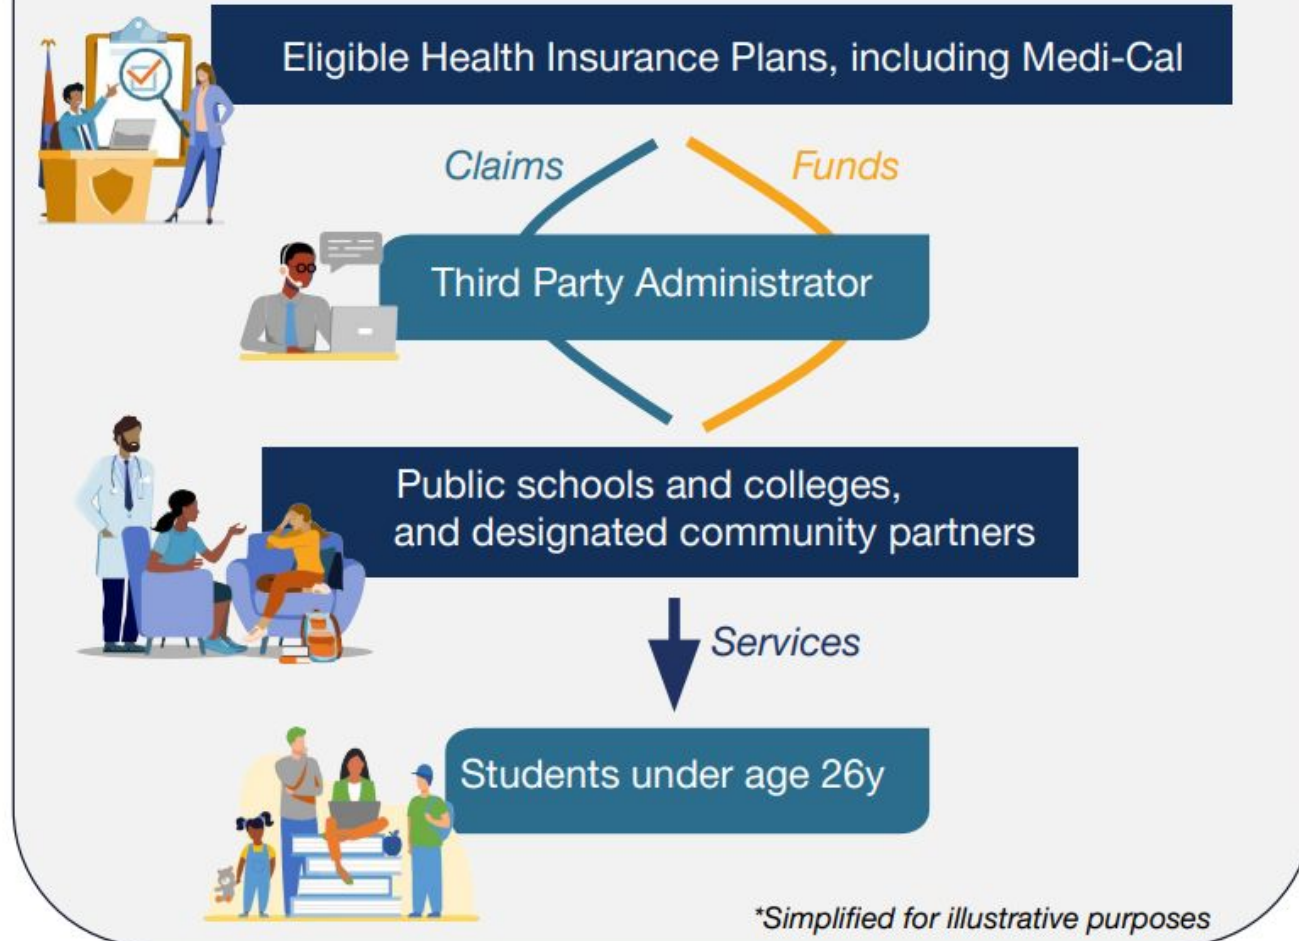 Eligible Health Insurance Plans, including Medi-Cal
Claims
Funds
Third Party Administrator
Public schools and colleges,
and designated community partners
Services
Students under age 26y
*Simplified for illustrative purposes